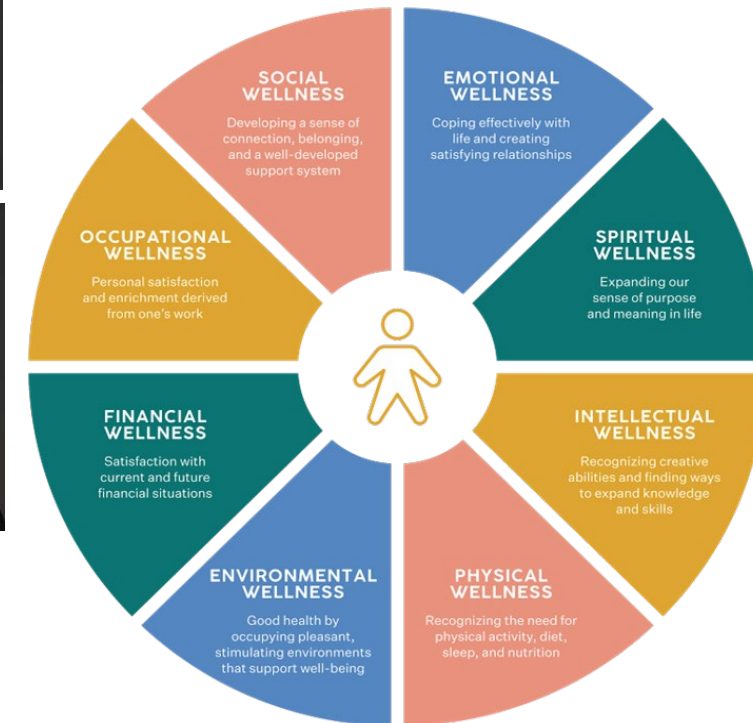 SOCIAL
WELLNESS
Developing a sense of
connection, belonging,
and a well-developed
support system
EMOTIONAL
WELLNESS
Coping effectively with
life and creating
satisfying relationships
SPIRITUAL
WELLNESS
Expanding our
sense of purpose
and meaning in life
INTELLECTUAL
WELLNESS
Recognizing creative
abilities and finding ways
to expand knowledge
and skills
PHYSICAL
WELLNESS
Recognizing the need for
physical activity, diet,
sleep, and nutrition
ENVIRONMENTAL
WELLNESS
Good health by
occupying pleasant,
stimulating environments
that support well-being
FINANCIAL
WELLNESS
Satisfaction with
current and future
financial situations
OCCUPATIONAL
WELLNESS
Personal satisfaction
and enrichment derived
from one's work